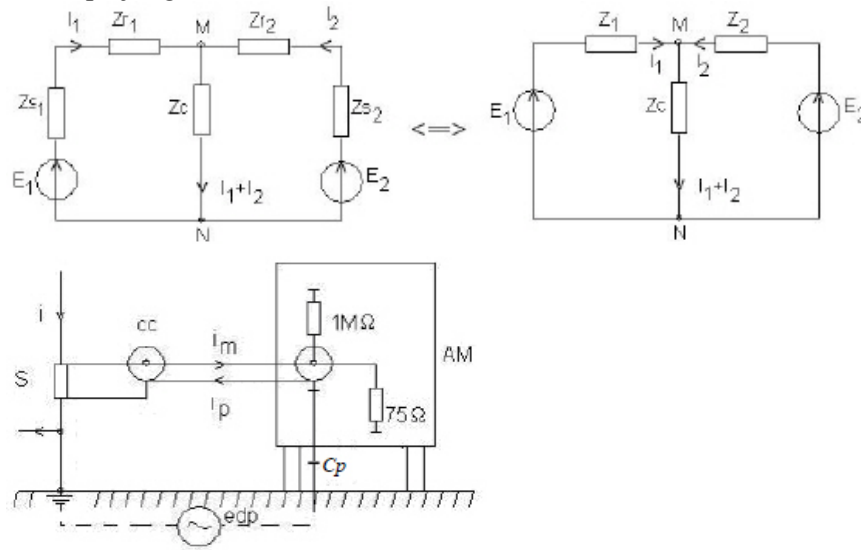 I1 Zr1 M Zr2 I2
Zs1 Zc Zs2
E1 E2
I1+I2
N
<=>
Z1 M Z2
I1 I2
E1 Zc E2
I1+I2
N
i cc im 1MΩ AM
S
Ip 75Ω
Cp
edp